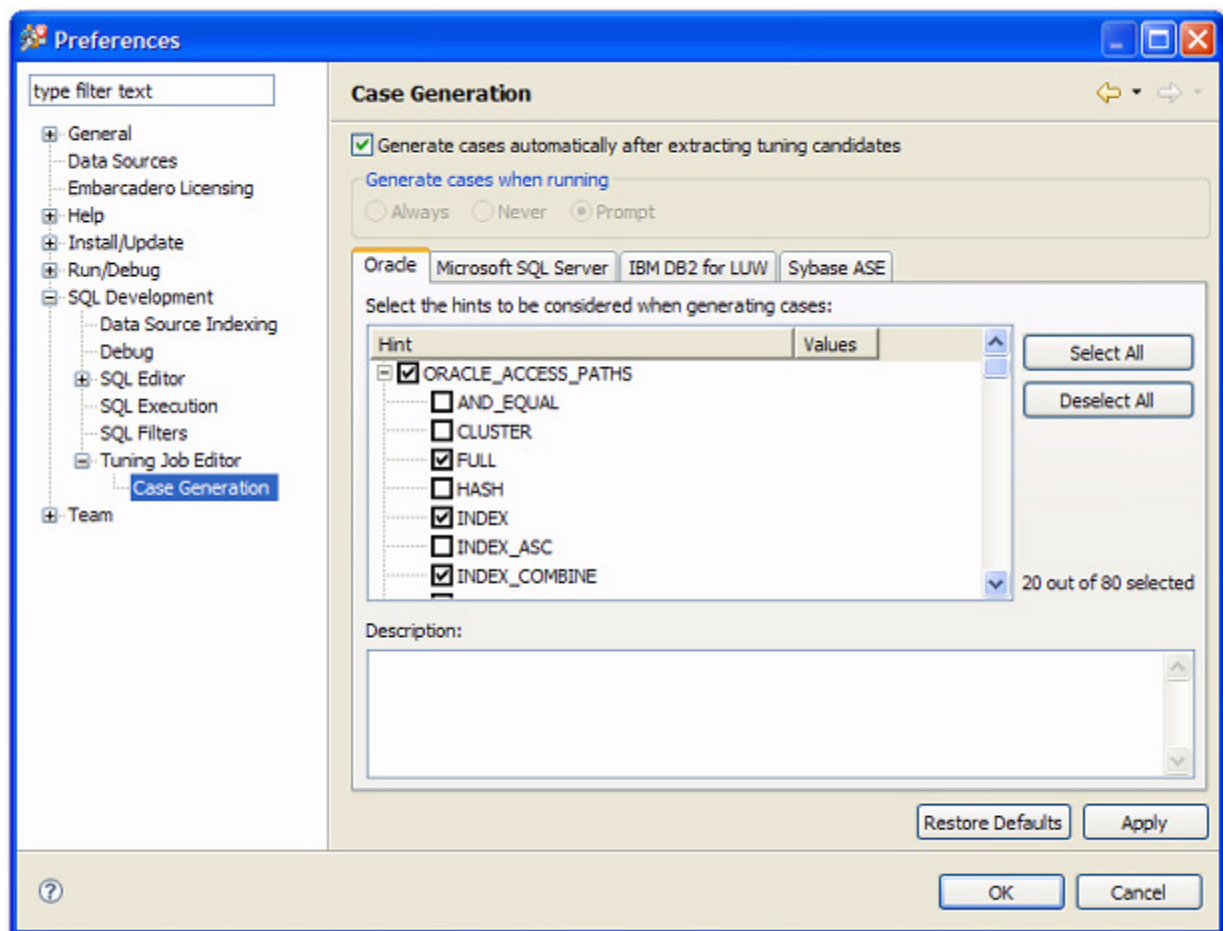 Preferences
type filter text
General
Data Sources
Embarcadero Licensing
Help
Install/Update
Run/Debug
SQL Development
Data Source Indexing
Debug
SQL Editor
SQL Execution
SQL Filters
Tuning Job Editor
Case Generation
Team
Case Generation
Generate cases automatically after extracting tuning candidates
Generate cases when running
Always Never Prompt
Oracle Microsoft SQL Server IBM DB2 for LUW Sybase ASE
Select the hints to be considered when generating cases:
Hint Values
ORACLE_ACCESS_PATHS
AND_EQUAL
CLUSTER
FULL
HASH
INDEX
INDEX_ASC
INDEX_COMBINE
Select All
Deselect All
20 out of 80 selected
Description:
Restore Defaults Apply
? OK Cancel